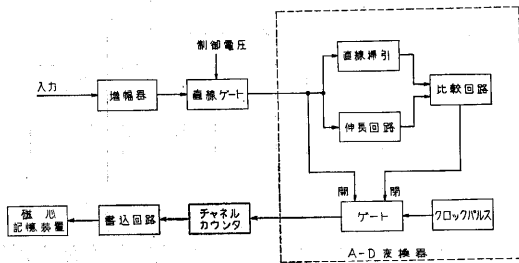 制御電圧
入力
増幅器
直線ゲート
直線掃引
伸長回路
比較回路
開
閉
磁心
記憶装置
書込回路
チャネル
カウンタ
ゲート
クロックパルス
A-D変換器